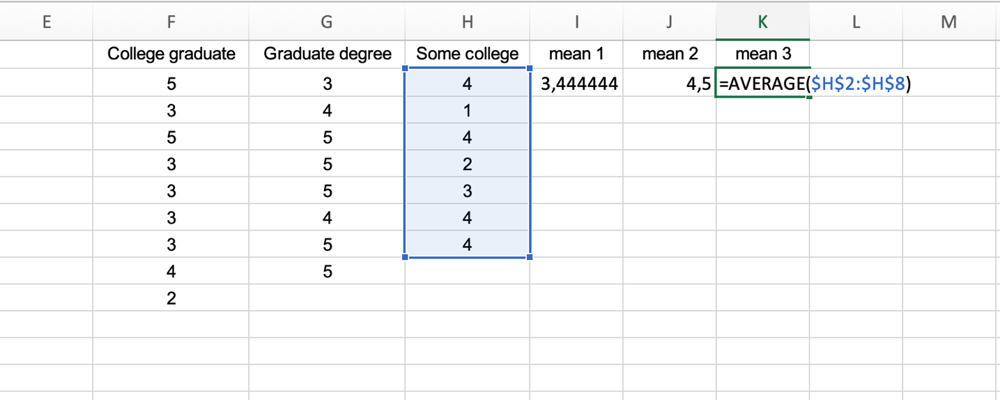 E F G H I J K L M
College graduate Graduate degree Some college mean 1 mean 2 mean 3
5 3 4 3,444444 4,5 =AVERAGE($H$2:$H$8)
3 4 1
5 5 4
3 5 2
3 5 3
3 4 4
3 5 4
4 5
2